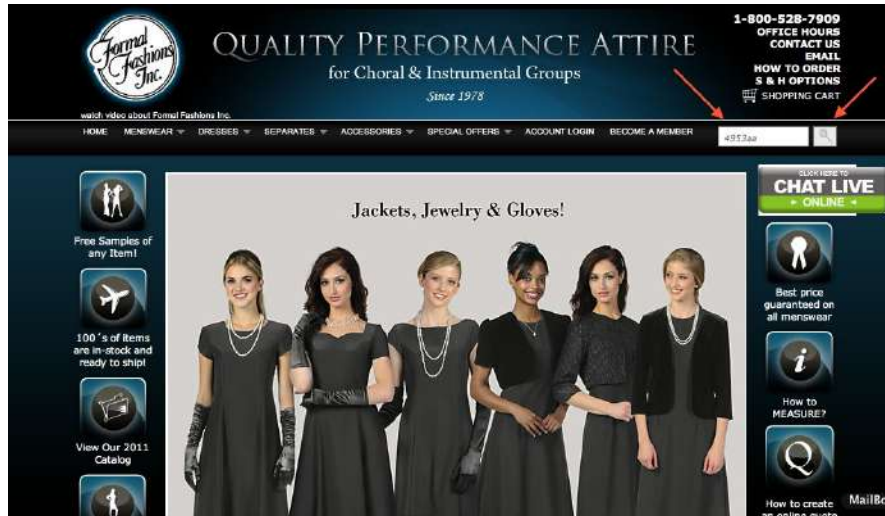 Formal
Fashions
Inc.
QUALITY PERFORMANCE ATTIRE
for Choral & Instrumental Groups
Since 1978
1-800-528-7909
OFFICE HOURS
CONTACT US
EMAIL
HOW TO ORDER
S & H OPTIONS
SHOPPING CART
watch video about Formal Fashions Inc.
HOME MENSWEAR DRESSES SEPARATES ACCESSORIES SPECIAL OFFERS ACCOUNT LOGIN BECOME A MEMBER
4953aa
Free Samples of
any Item!
100's of items
are in-stock and
ready to ship!
View Our 2011
Catalog
Jackets, Jewelry & Gloves!
CLICK HERE TO
CHAT LIVE
ONLINE
Best price
guaranteed on
all menswear
i
How to
MEASURE?
Q
How to create
an online quote
MailBo